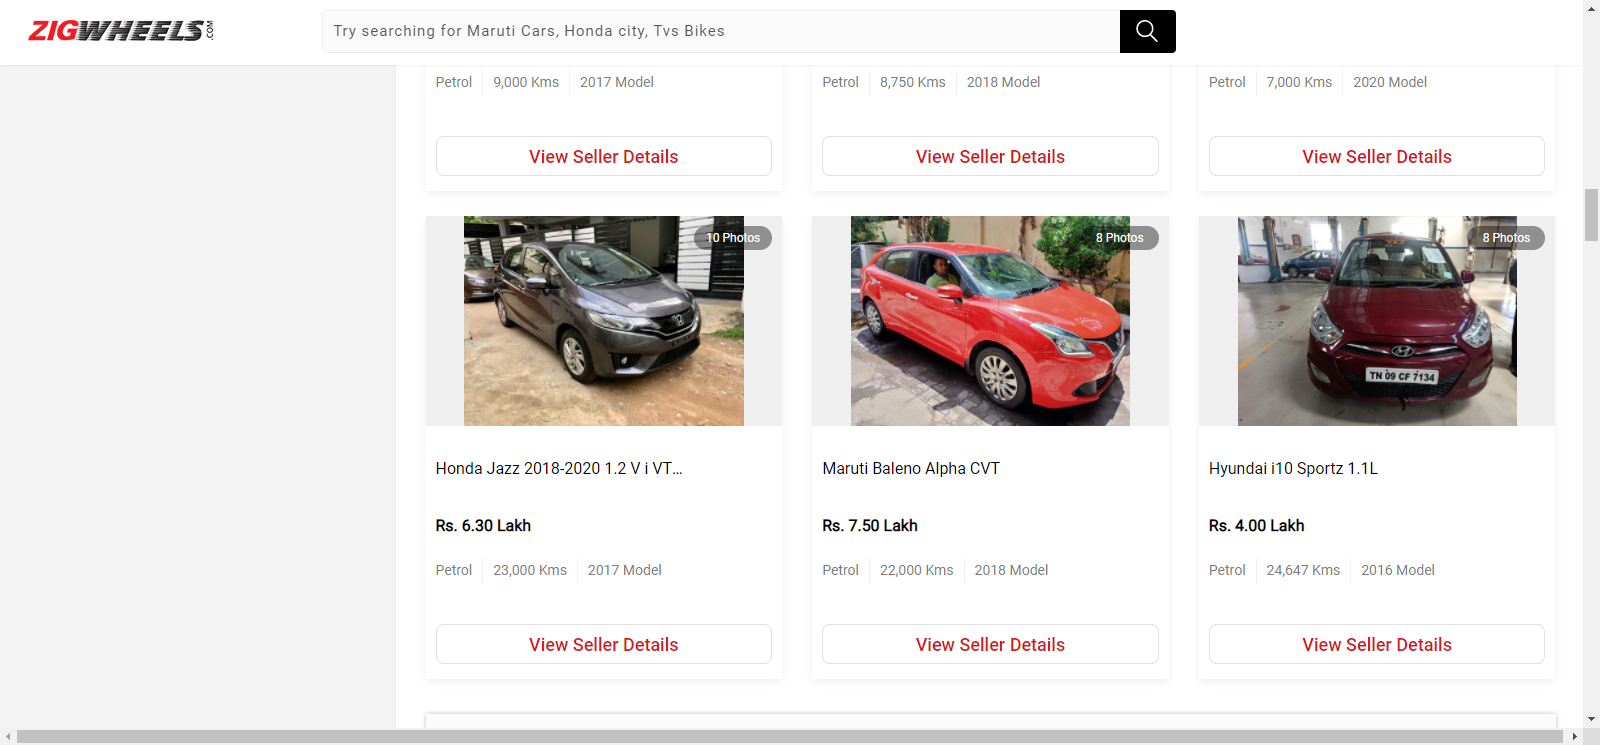 ZIGWHEELS.COM
Try searching for Maruti Cars, Honda city, Tvs Bikes
Petrol 9,000 Kms 2017 Model
Petrol 8,750 Kms 2018 Model
Petrol 7,000 Kms 2020 Model
View Seller Details
View Seller Details
View Seller Details
10 Photos
8 Photos
8 Photos
TN 09 CF 7134
Honda Jazz 2018-2020 1.2 V i VT...
Maruti Baleno Alpha CVT
Hyundai i10 Sportz 1.1L
Rs. 6.30 Lakh
Rs. 7.50 Lakh
Rs. 4.00 Lakh
Petrol 23,000 Kms 2017 Model
Petrol 22,000 Kms 2018 Model
Petrol 24,647 Kms 2016 Model
View Seller Details
View Seller Details
View Seller Details